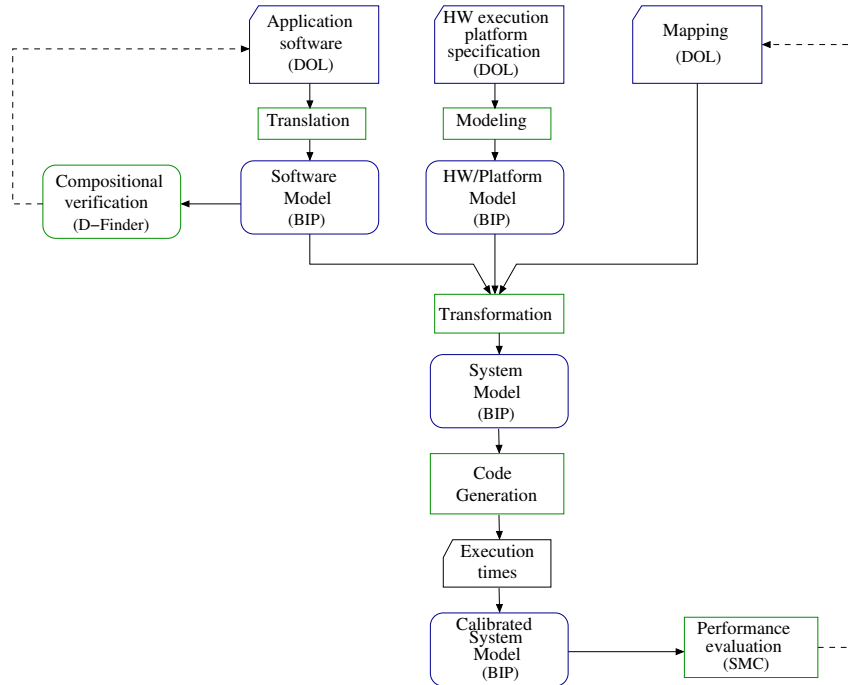 Application
software
(DOL)
HW execution
platform
specification
(DOL)
Mapping
(DOL)
Translation
Modeling
Compositional
verification
(D-Finder)
Software
Model
(BIP)
HW/Platform
Model
(BIP)
Transformation
System
Model
(BIP)
Code
Generation
Execution
times
Calibrated
System
Model
(BIP)
Performance
evaluation
(SMC)